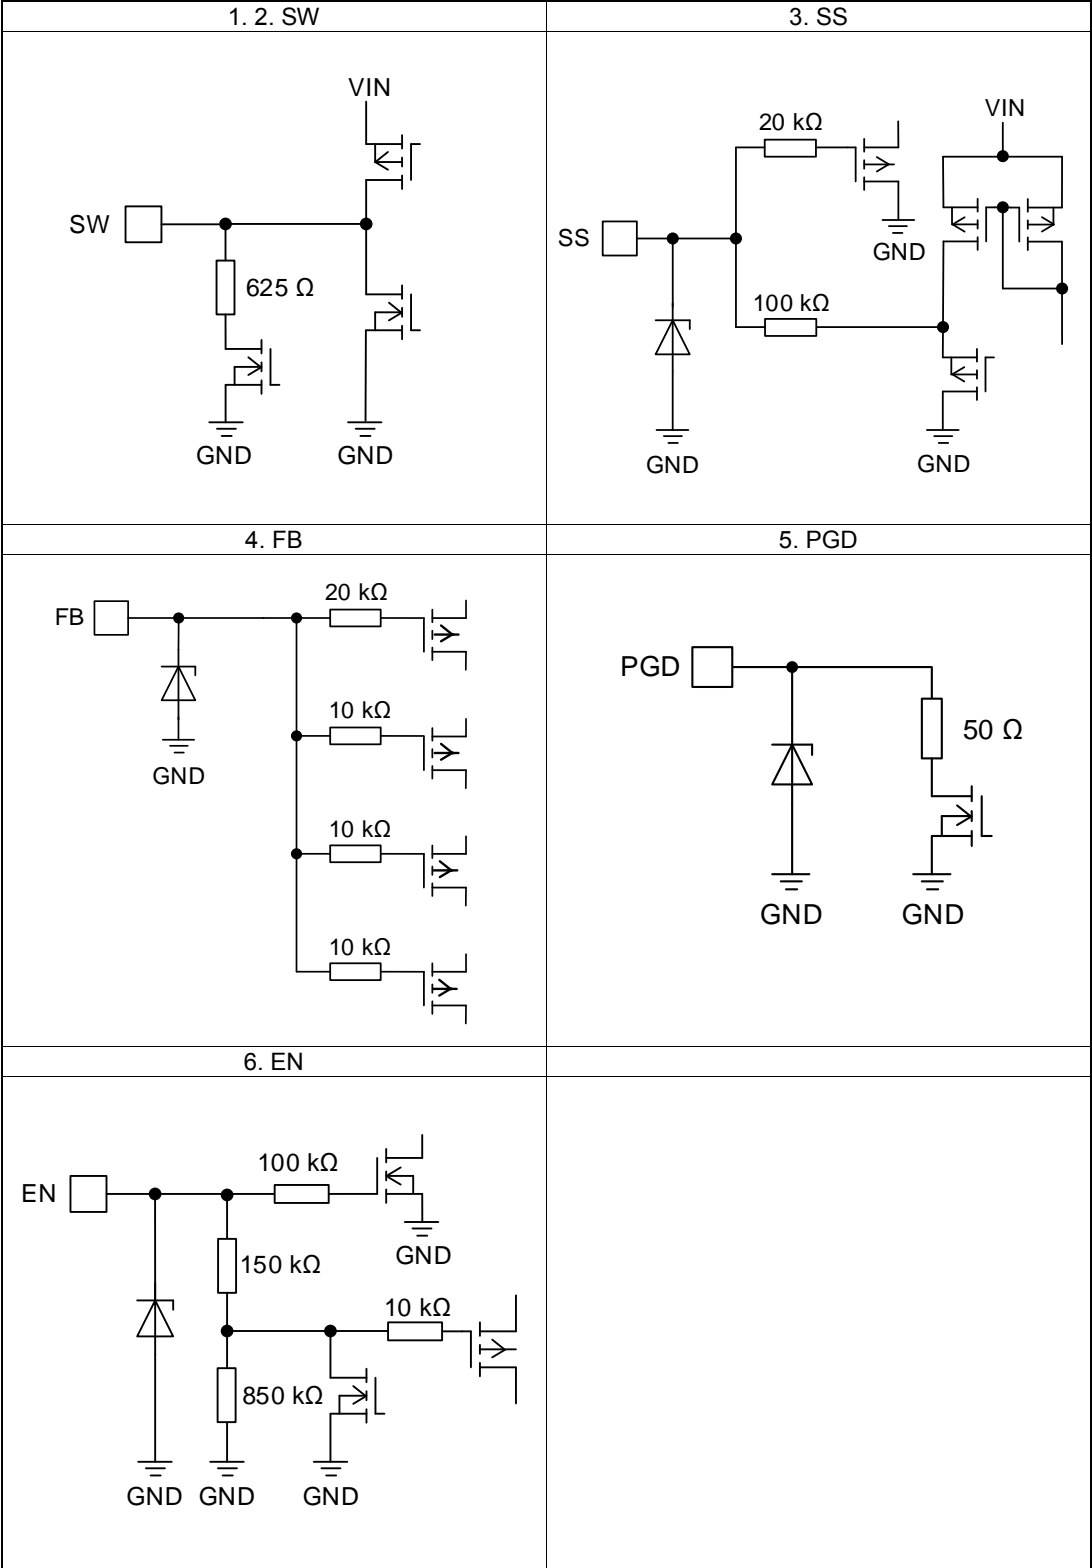 1. 2. SW
VIN
SW
625 Ω
GND
GND
3. SS
20 kΩ
VIN
SS
GND
100 kΩ
GND
GND
4. FB
20 kΩ
FB
10 kΩ
GND
10 kΩ
10 kΩ
5. PGD
PGD
50 Ω
GND
GND
6. EN
100 kΩ
EN
GND
150 kΩ
10 kΩ
850 kΩ
GND
GND
GND